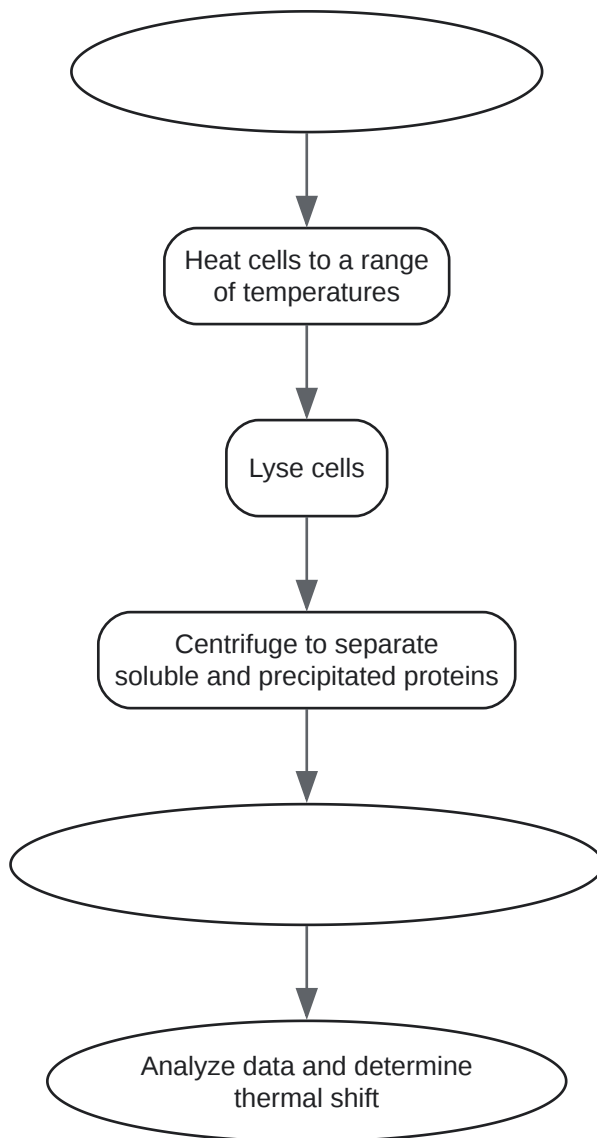 Heat cells to a range
of temperatures
Lyse cells
Centrifuge to separate
soluble and precipitated proteins
Analyze data and determine
thermal shift